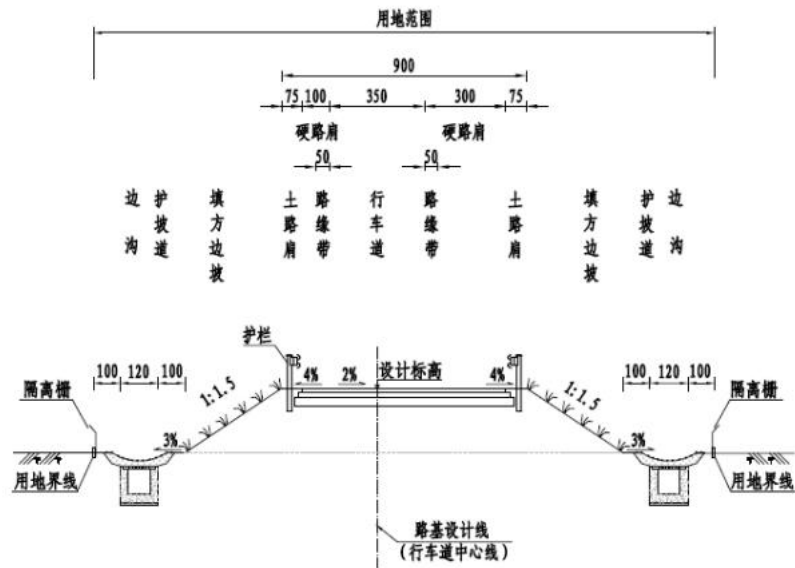 用地范围
900
75 100 350 300 75
硬路肩 硬路肩
50 50
边沟 护坡道 填方边坡 土路肩 路缘带 行车道 路缘带 土路肩 填方边坡 护坡道 边沟
护栏
100 120 100 1:1.5 4% 2% 设计标高 4% 1:1.5 100 120 100
隔离栅 隔离栅
3% 3%
用地界线 用地界线
路基设计线
(行车道中心线)